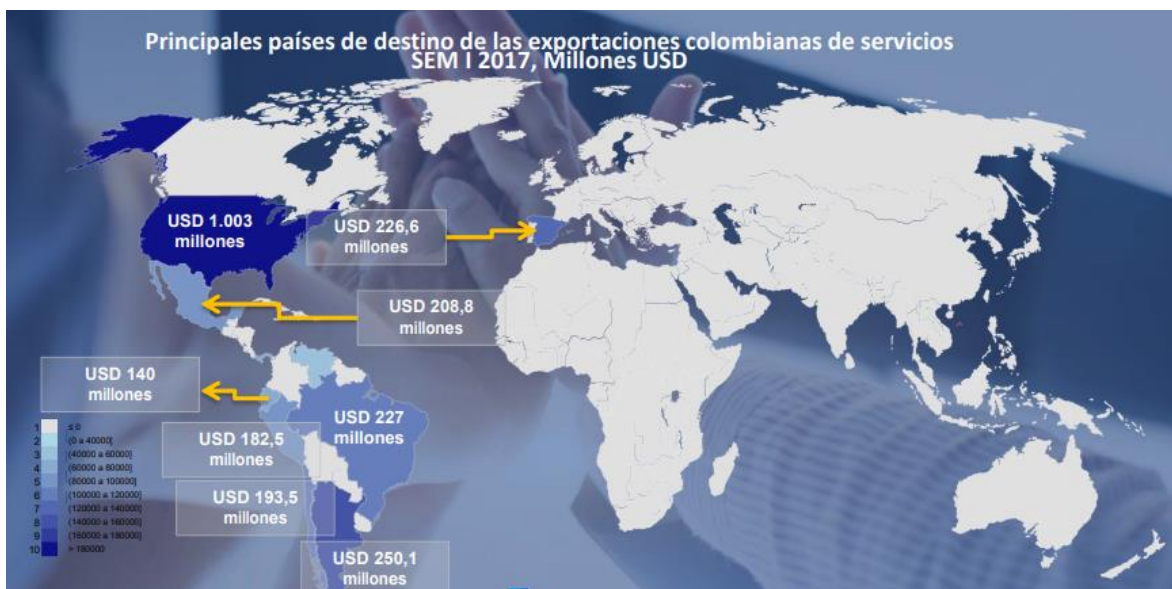 Principales países de destino de las exportaciones colombianas de servicios
SEM I 2017, Millones USD
USD 1.003
millones
USD 226,6
millones
USD 208,8
millones
USD 140
millones
USD 227
millones
USD 182,5
millones
USD 193,5
millones
USD 250,1
millones
1 ≤ 0
2 (0 a 40000]
3 (40000 a 60000]
4 (60000 a 80000]
5 (80000 a 100000]
6 (100000 a 120000]
7 (120000 a 140000]
8 (140000 a 160000]
9 (160000 a 180000]
10 > 180000